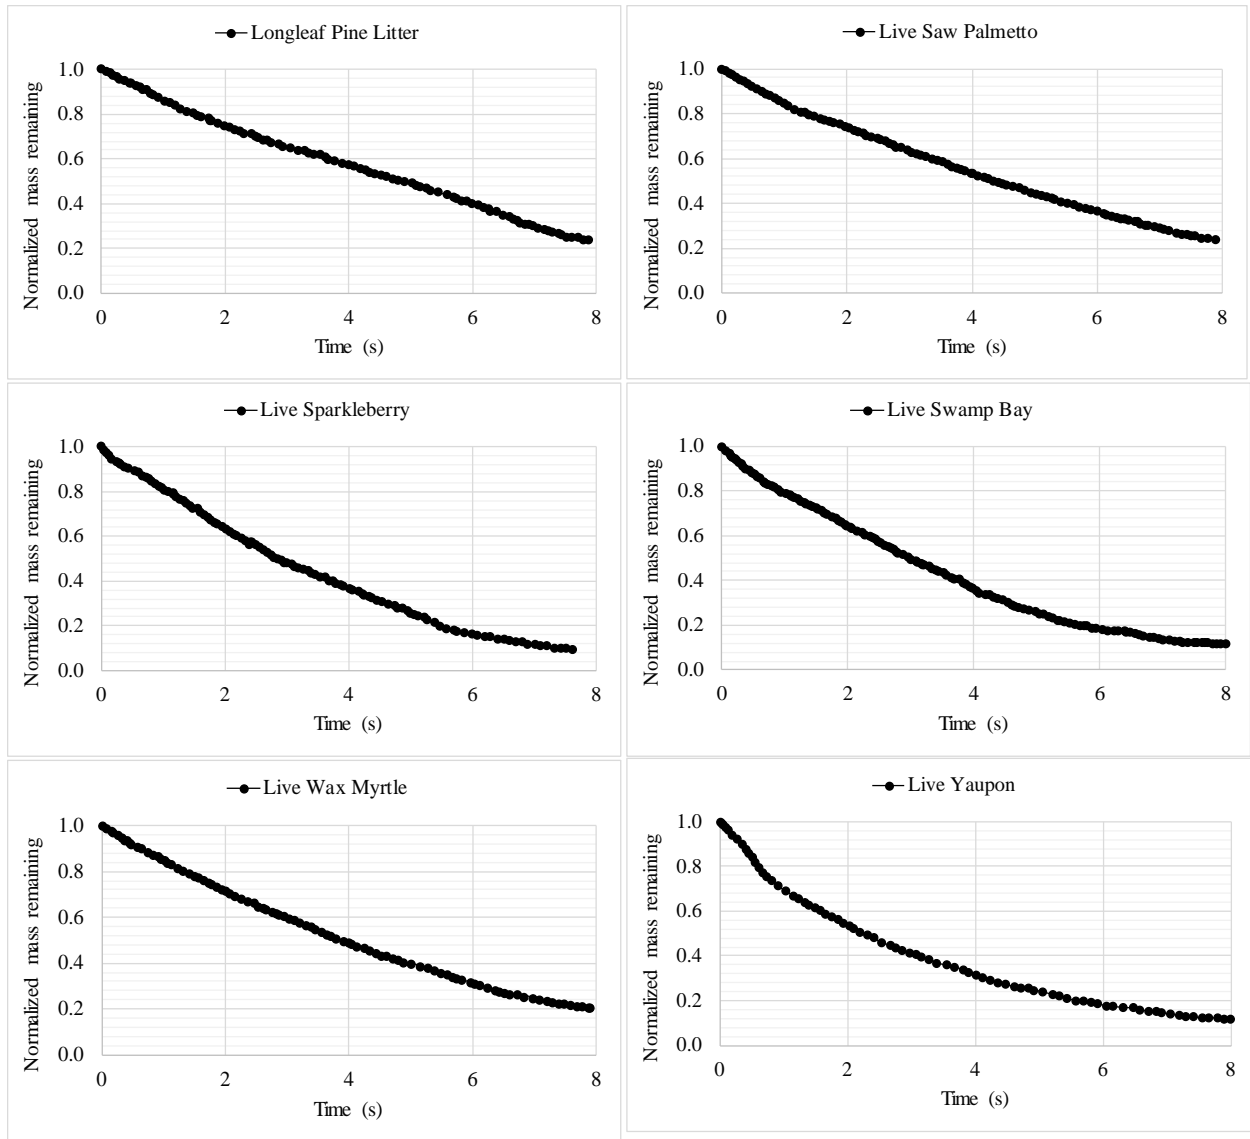 Longleaf Pine Litter
Normalized mass remaining
1.0
0.8
0.6
0.4
0.2
0.0
0 2 4 6 8
Time (s)
Live Saw Palmetto
Normalized mass remaining
1.0
0.8
0.6
0.4
0.2
0.0
0 2 4 6 8
Time (s)
Live Sparkleberry
Normalized mass remaining
1.0
0.8
0.6
0.4
0.2
0.0
0 2 4 6 8
Time (s)
Live Swamp Bay
Normalized mass remaining
1.0
0.8
0.6
0.4
0.2
0.0
0 2 4 6 8
Time (s)
Live Wax Myrtle
Normalized mass remaining
1.0
0.8
0.6
0.4
0.2
0.0
0 2 4 6 8
Time (s)
Live Yaupon
Normalized mass remaining
1.0
0.8
0.6
0.4
0.2
0.0
0 2 4 6 8
Time (s)